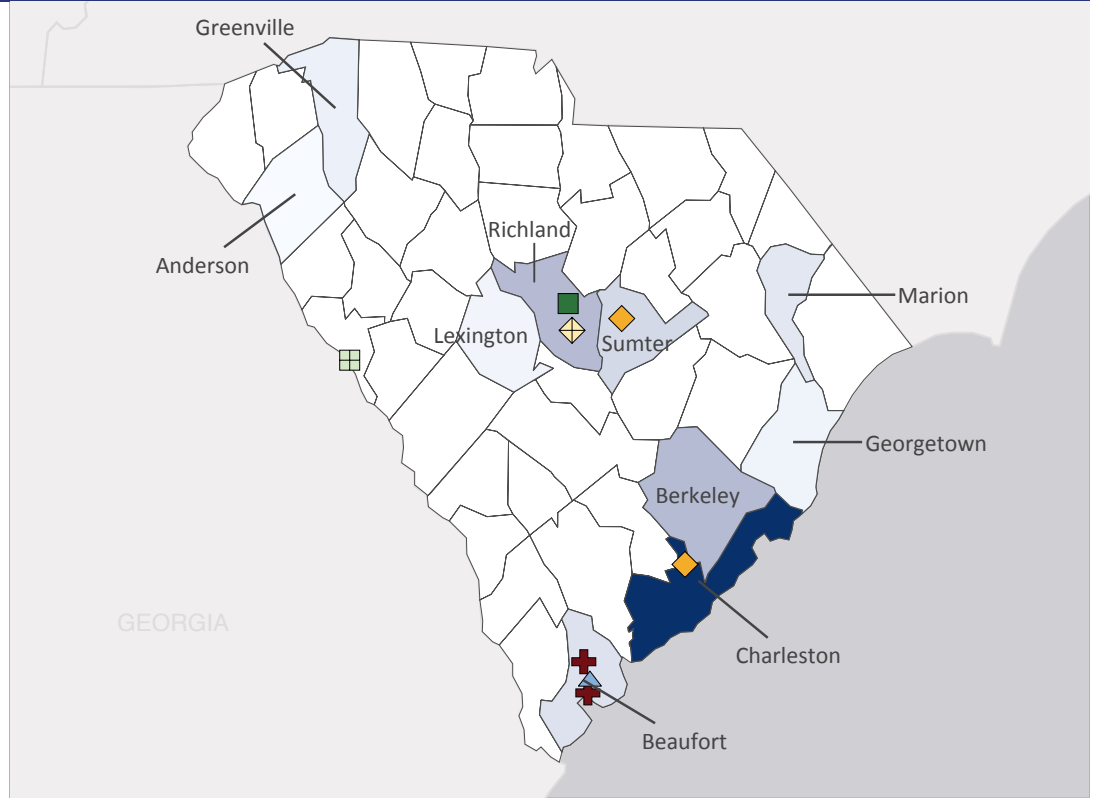 Greenville
Richland
Anderson
Marion
Lexington
Sumter
Georgetown
Berkeley
GEORGIA
Charleston
Beaufort